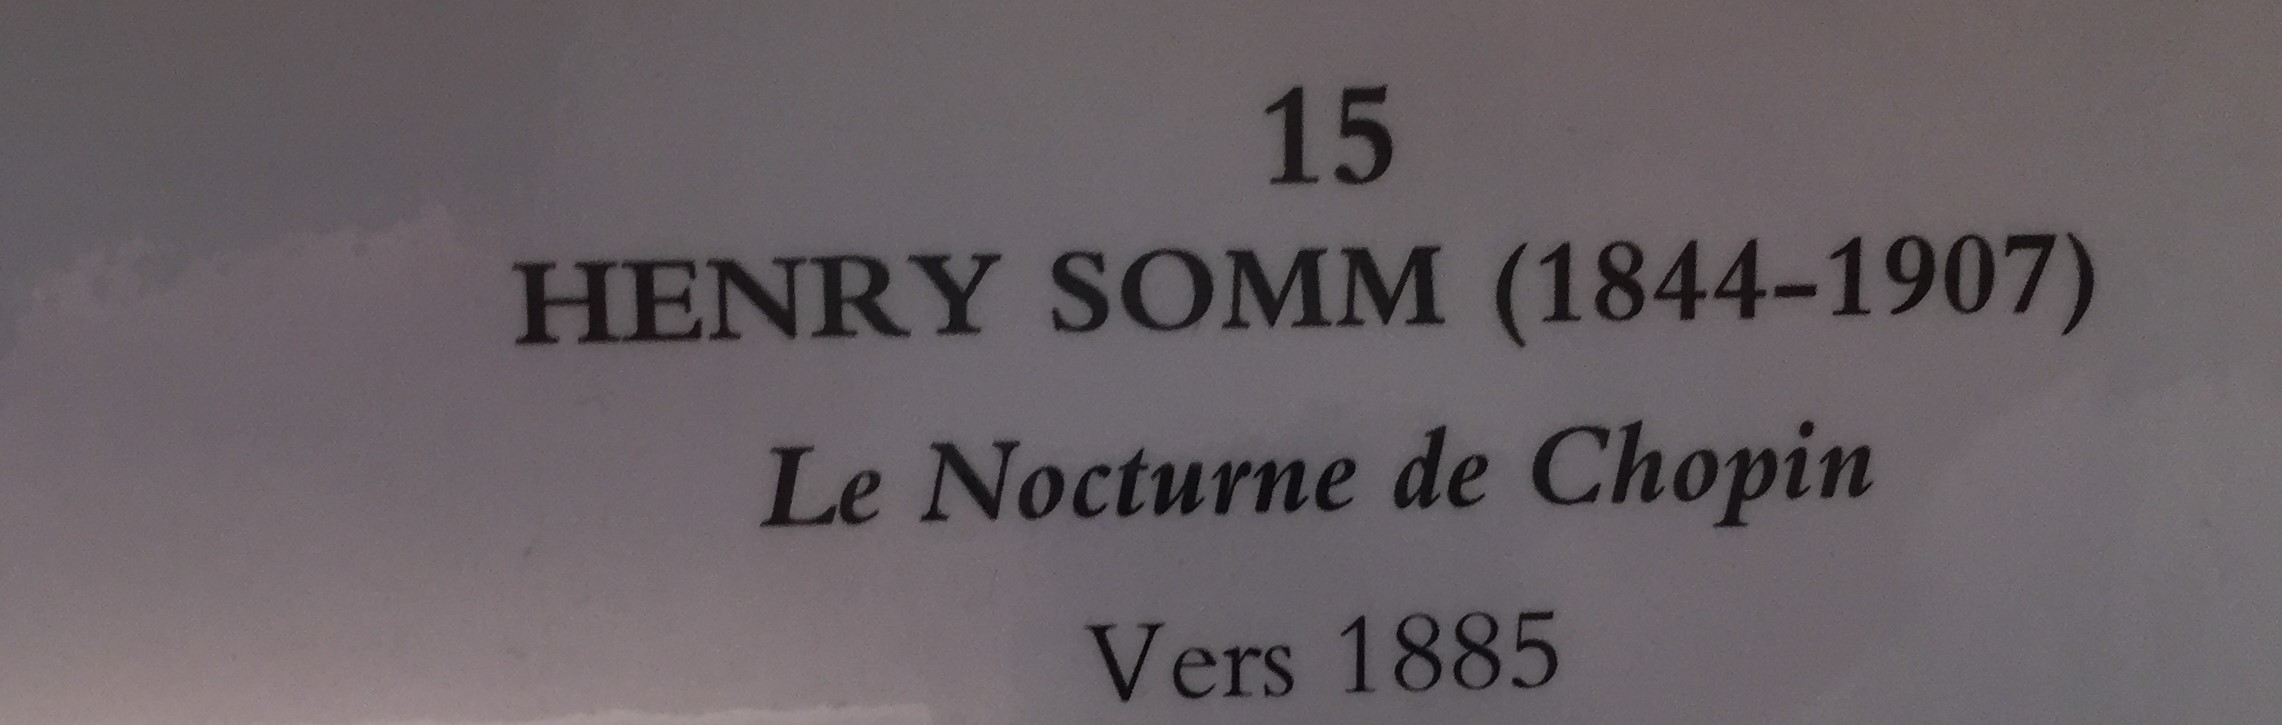 15
HENRY SOMM (1844-1907)
Le Nocturne de Chopin
Vers 1885